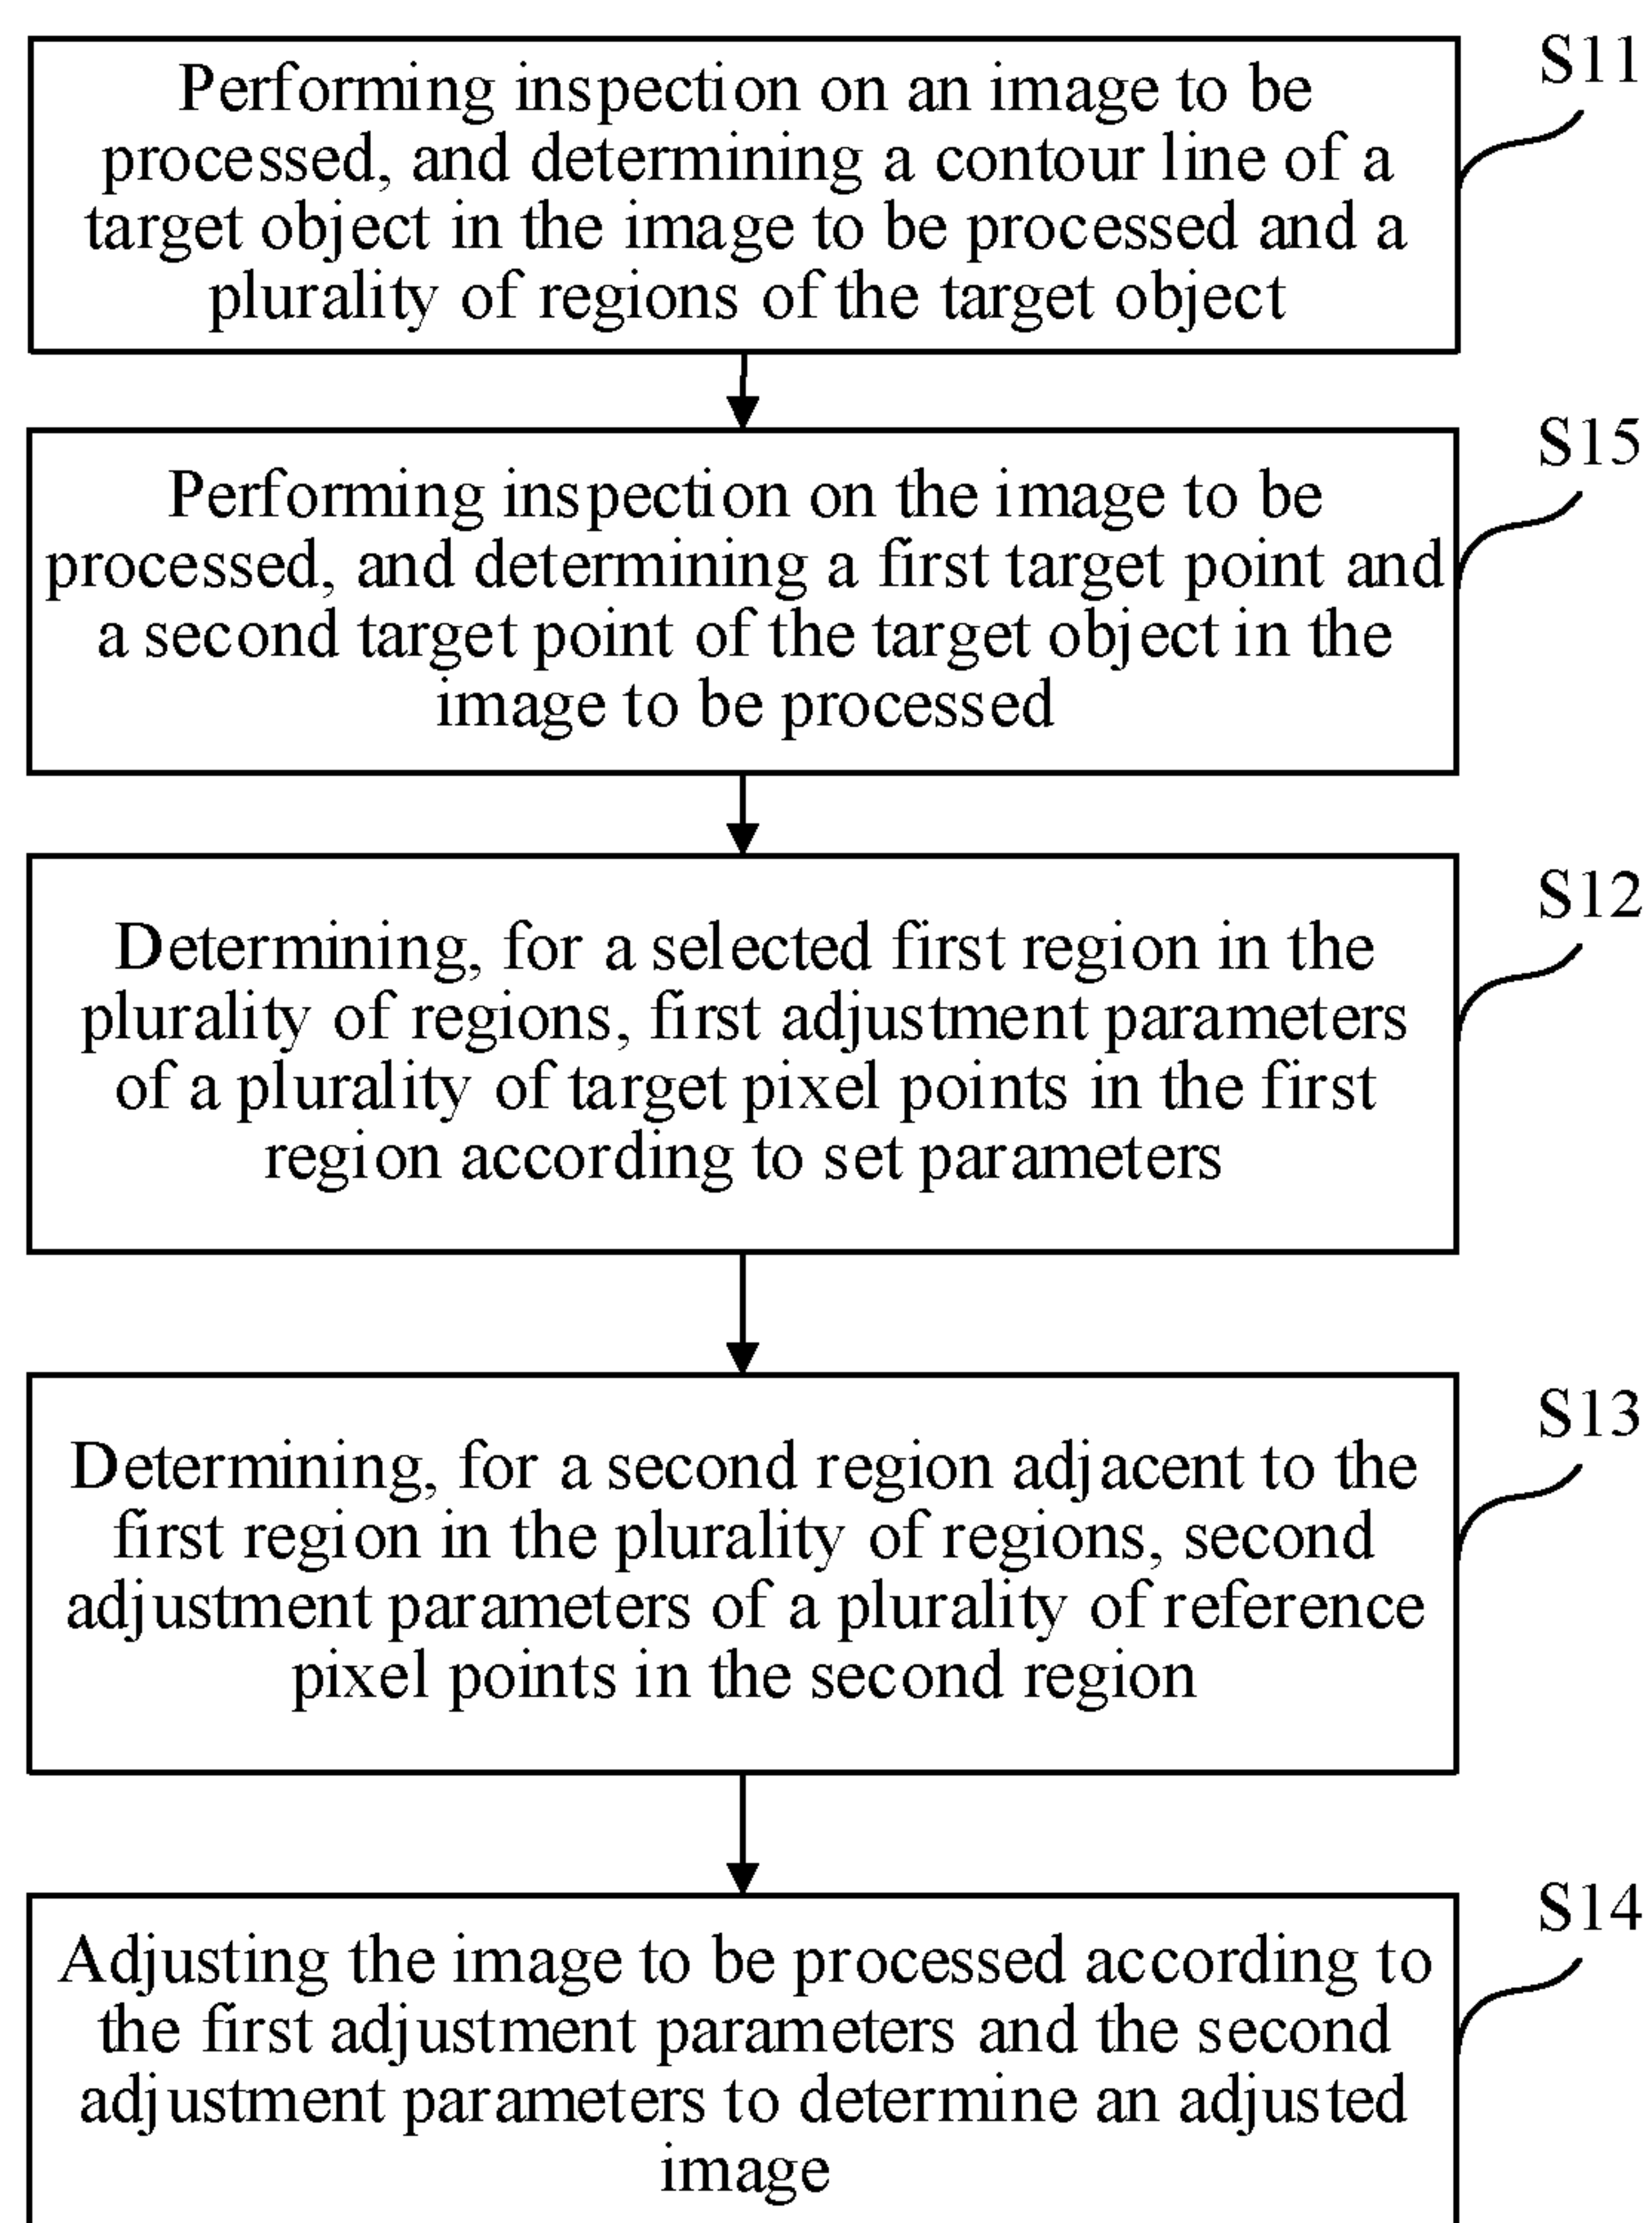 S11
Performing inspection on an image to be
processed, and determining a contour line of a
target object in the image to be processed and a
plurality of regions of the target object
S15
Performing inspection on the image to be
processed, and determining a first target point and
a second target point of the target object in the
image to be processed
S12
Determining, for a selected first region in the
plurality of regions, first adjustment parameters
of a plurality of target pixel points in the first
region according to set parameters
S13
Determining, for a second region adjacent to the
first region in the plurality of regions, second
adjustment parameters of a plurality of reference
pixel points in the second region
S14
Adjusting the image to be processed according to
the first adjustment parameters and the second
adjustment parameters to determine an adjusted
image